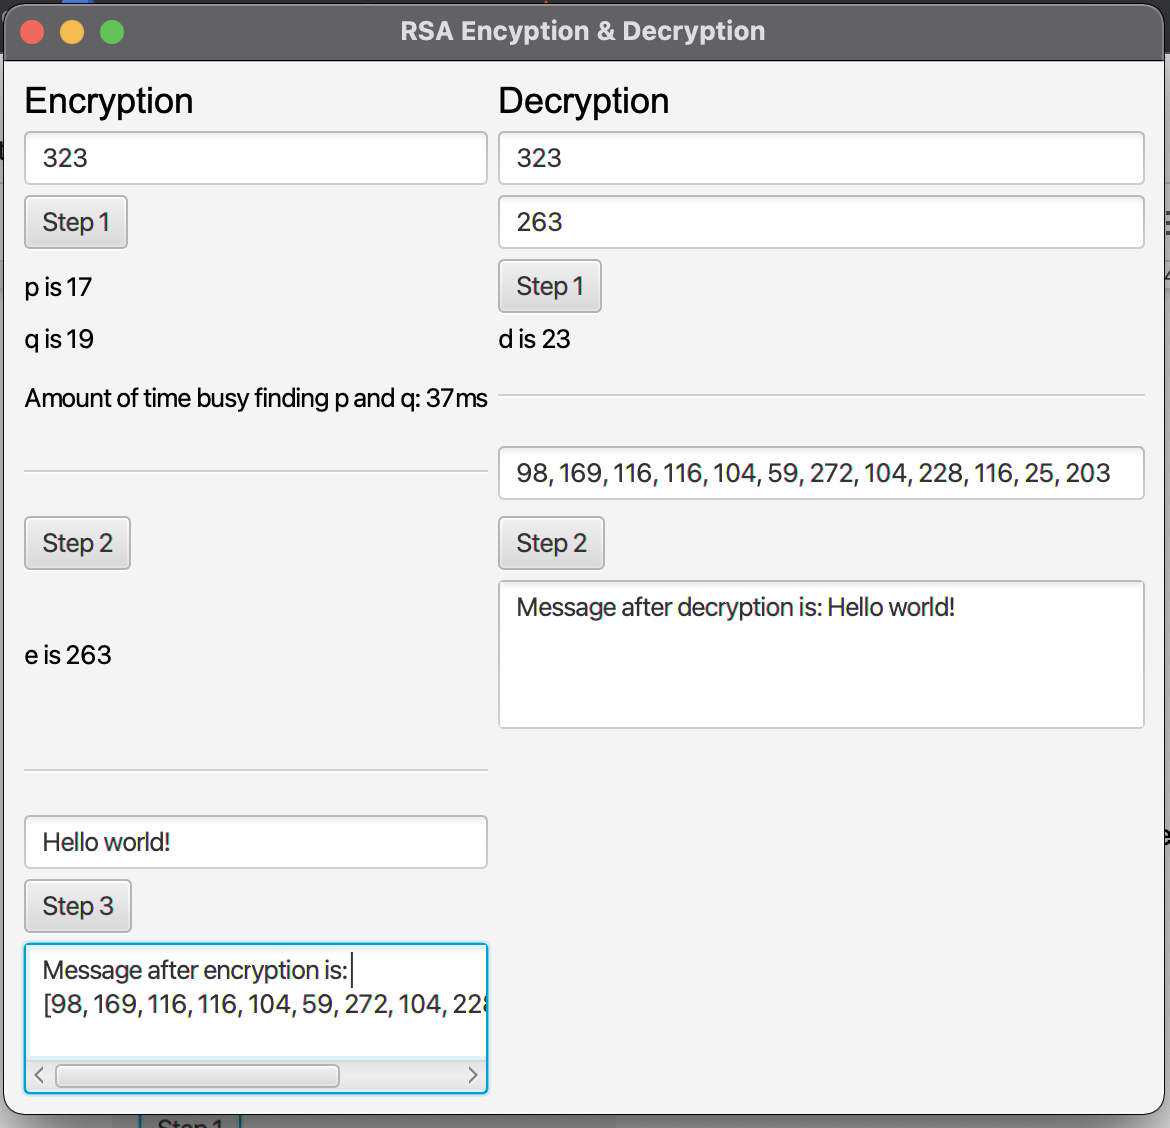 RSA Encyption & Decryption
Encryption
323
Step 1
p is 17
q is 19
Amount of time busy finding p and q: 37ms
Step 2
e is 263
Hello world!
Step 3
Message after encryption is:
[98, 169, 116, 116, 104, 59, 272, 104, 228
Decryption
323
263
Step 1
d is 23
98, 169, 116, 116, 104, 59, 272, 104, 228, 116, 25, 203
Step 2
Message after decryption is: Hello world!
Step 1